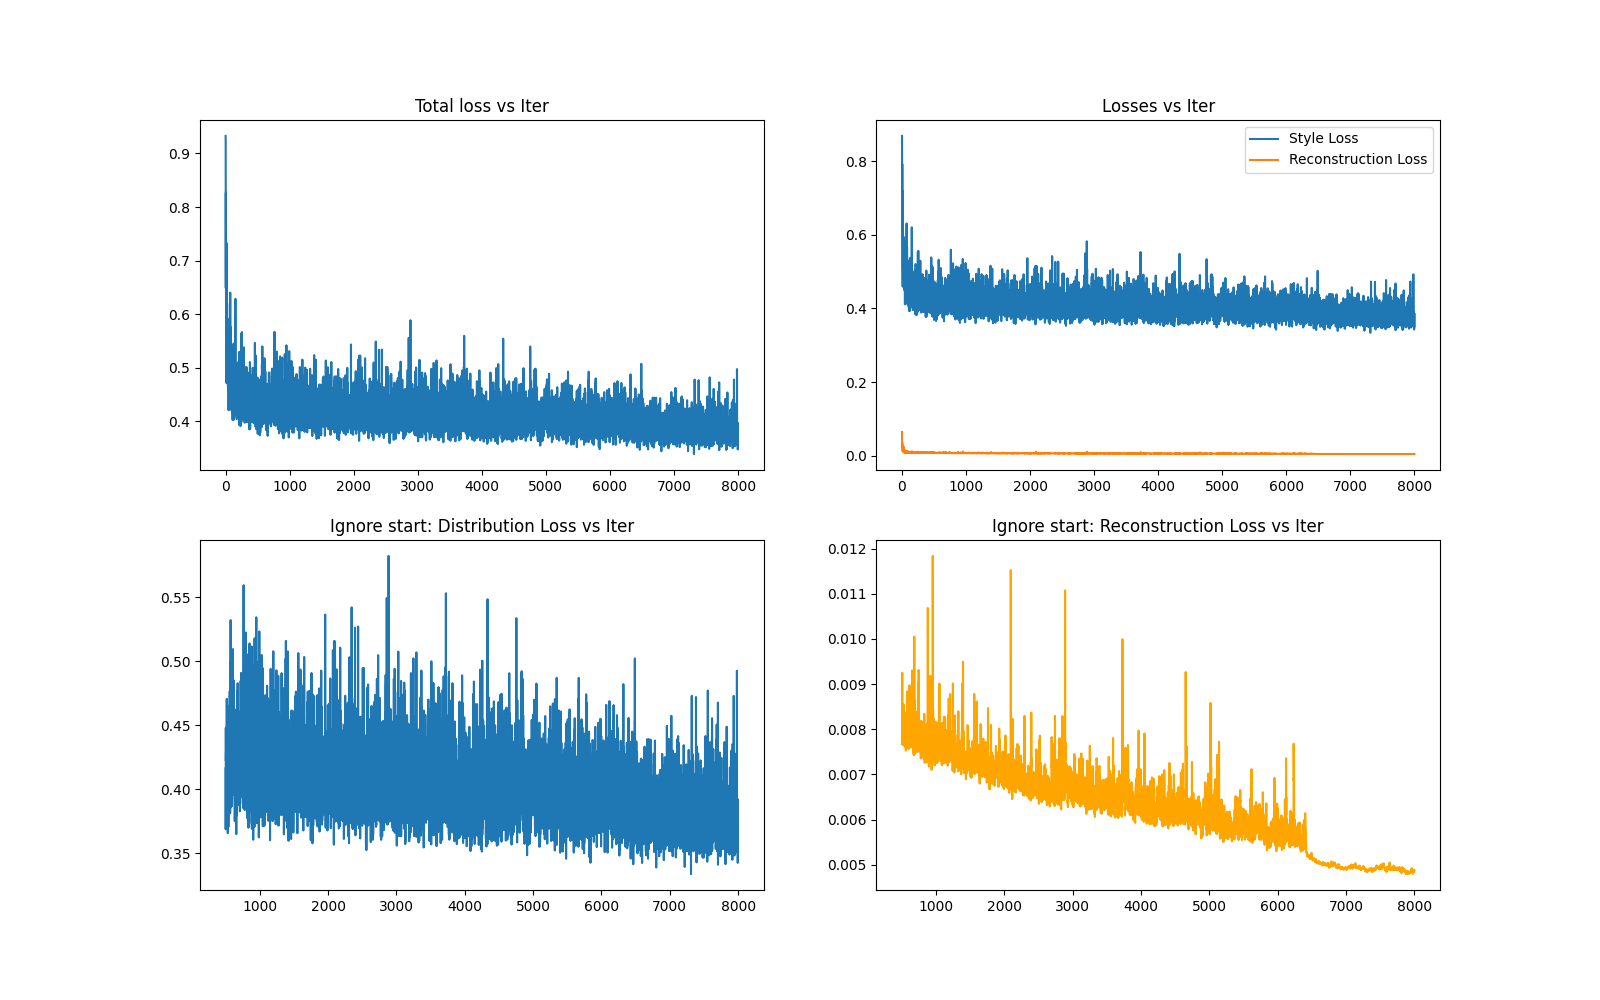 Total loss vs Iter
0.9
0.8
0.7
0.6
0.5
0.4
0 1000 2000 3000 4000 5000 6000 7000 8000
Losses vs Iter
Style Loss
Reconstruction Loss
0.8
0.6
0.4
0.2
0.0
0 1000 2000 3000 4000 5000 6000 7000 8000
Ignore start: Distribution Loss vs Iter
0.55
0.50
0.45
0.40
0.35
1000 2000 3000 4000 5000 6000 7000 8000
Ignore start: Reconstruction Loss vs Iter
0.012
0.011
0.010
0.009
0.008
0.007
0.006
0.005
1000 2000 3000 4000 5000 6000 7000 8000